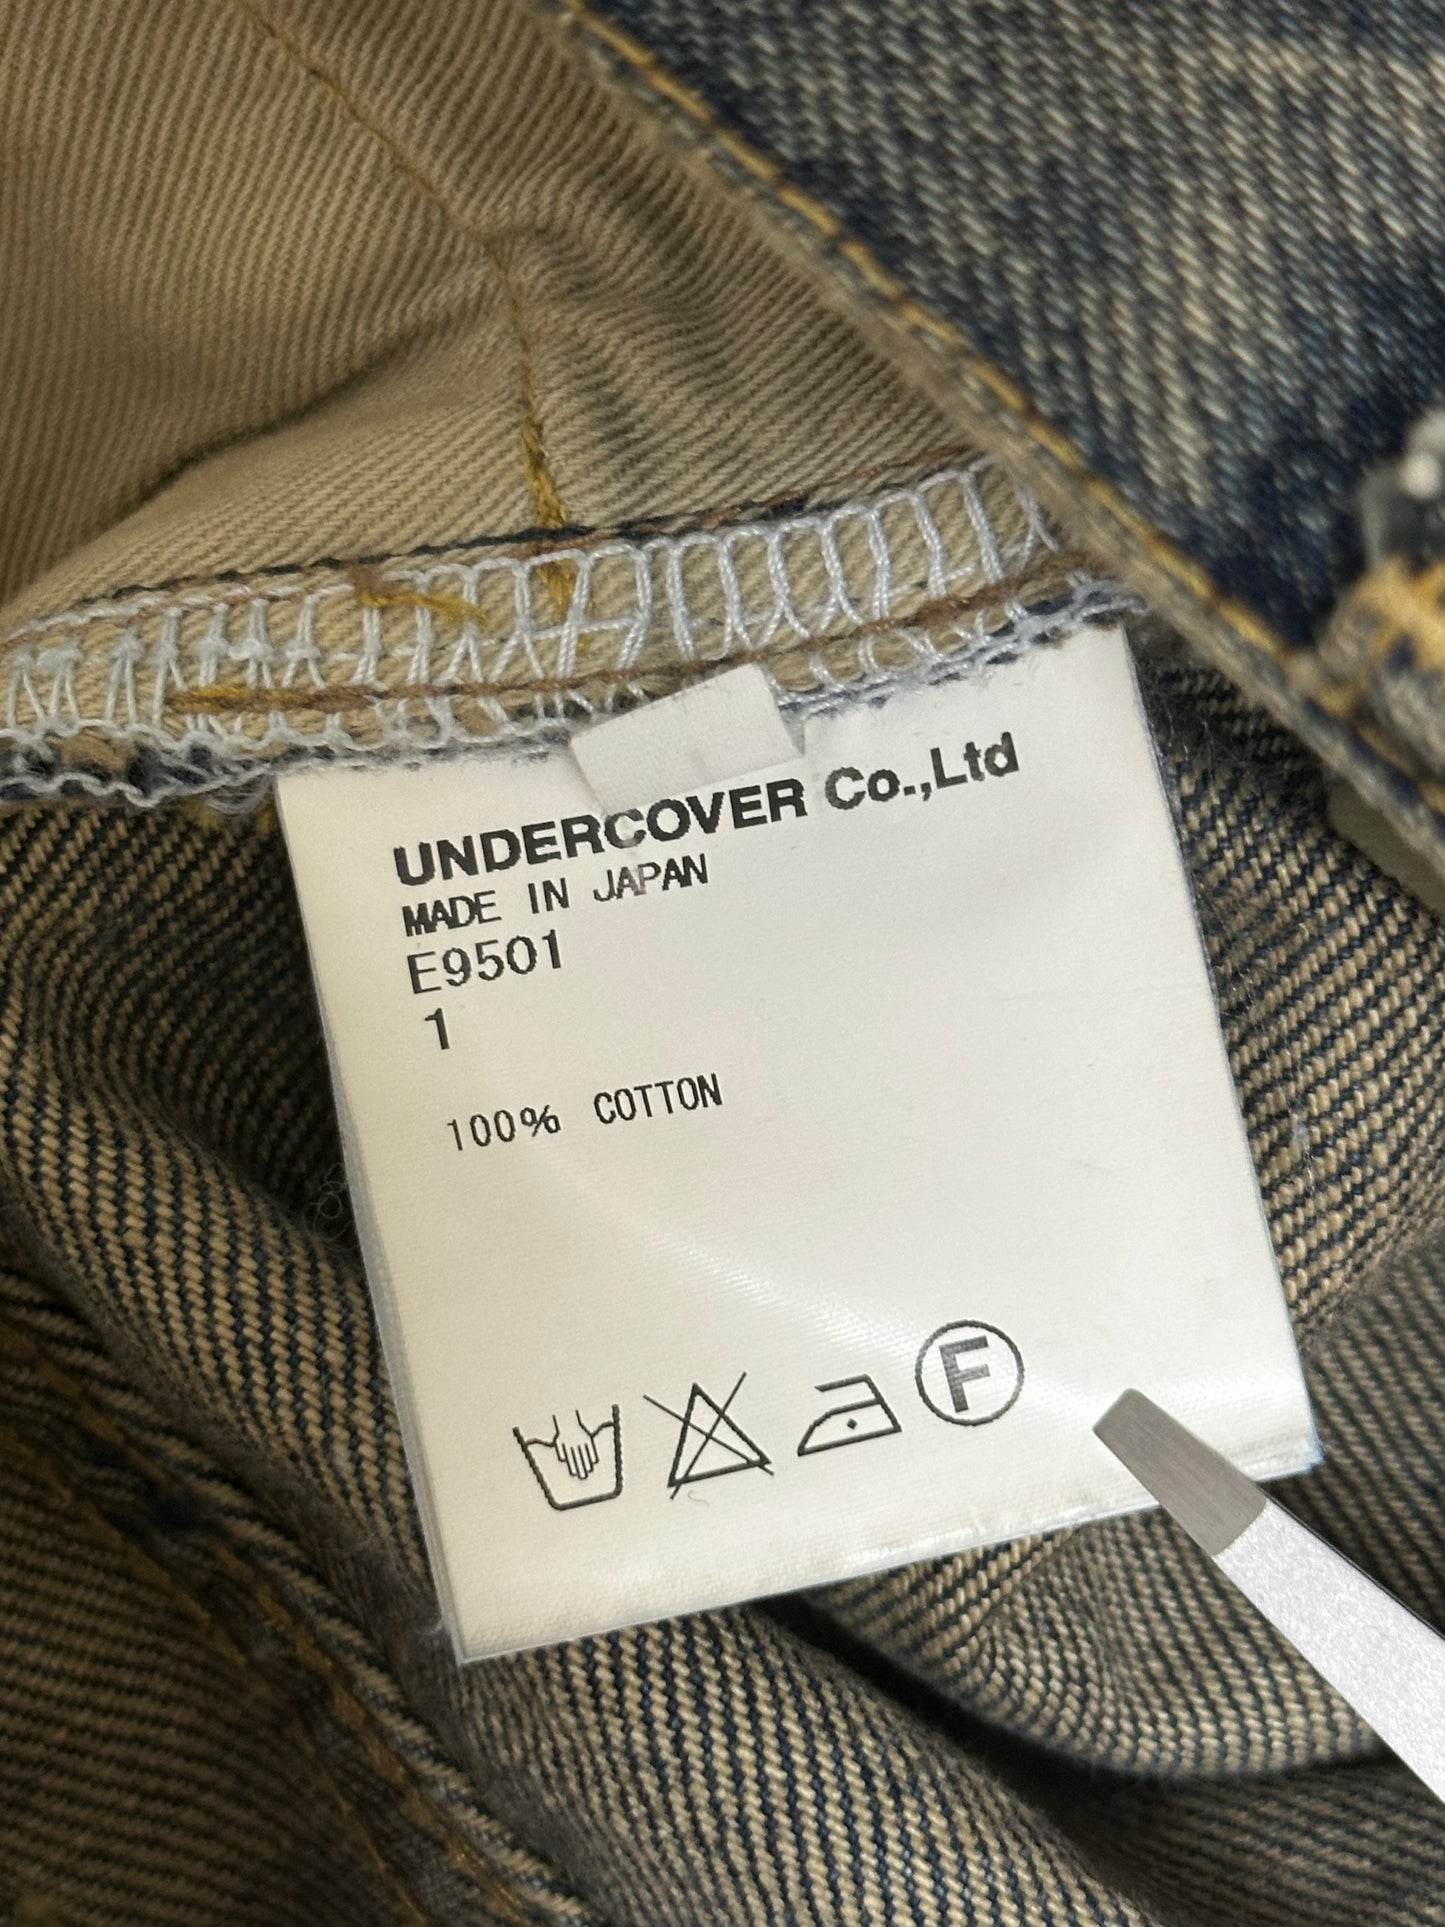 UNDERCOVER Co.,Ltd
MADE IN JAPAN
E9501
1
100% COTTON
F